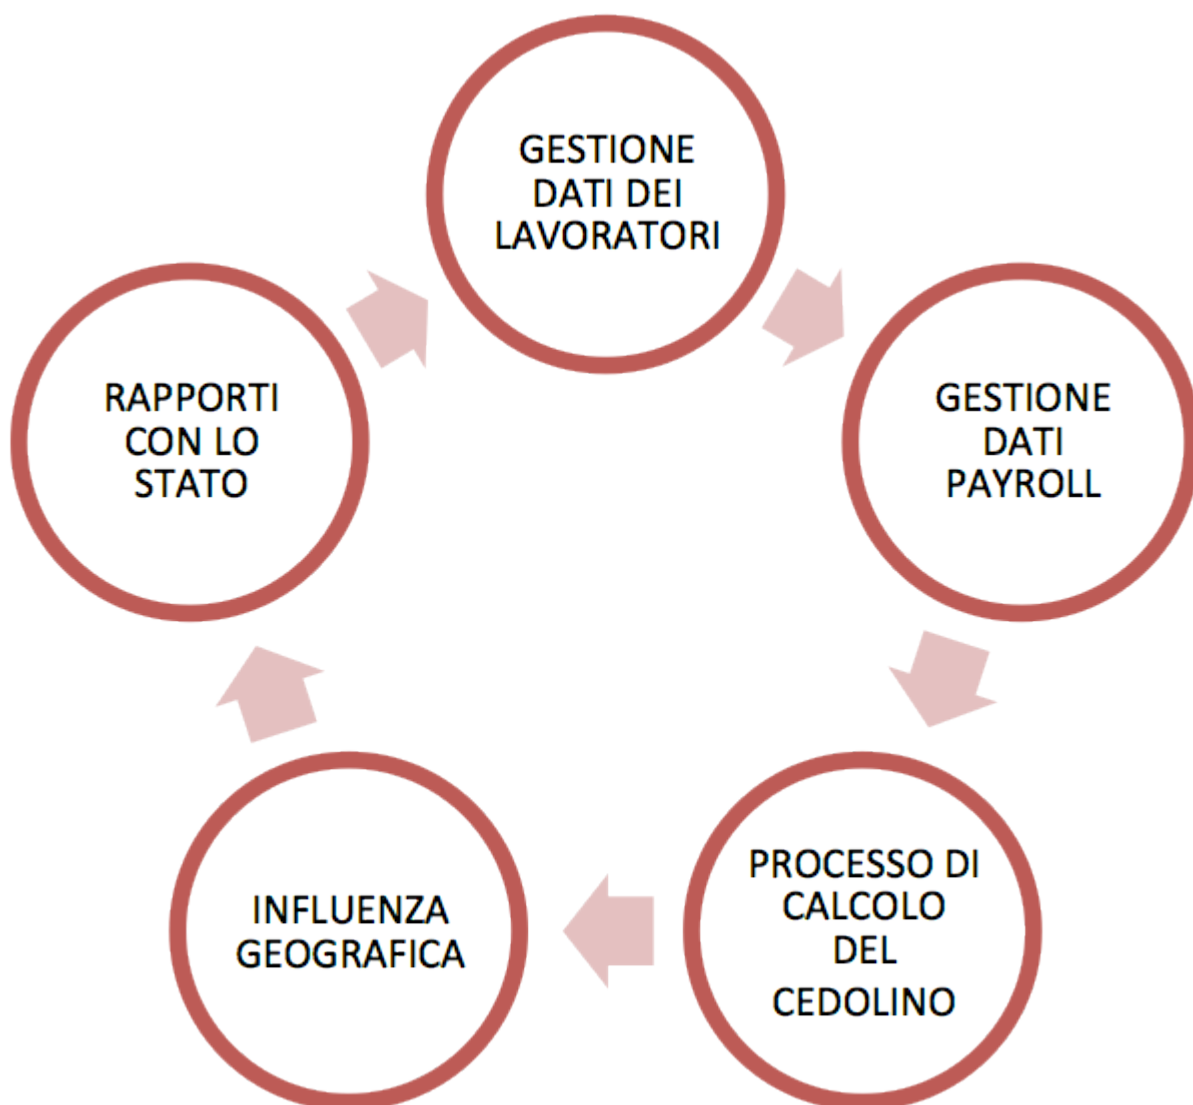 GESTIONE
DATI DEI
LAVORATORI
GESTIONE
DATI
PAYROLL
PROCESSO DI
CALCOLO
DEL
CEDOLINO
INFLUENZA
GEOGRAFICA
RAPPORTI
CON LO
STATO